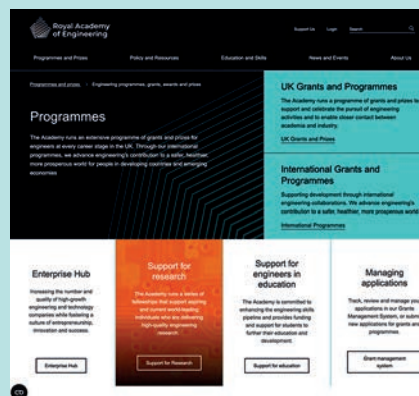 Royal Academy
of Engineering
Support Us
Login
Search
Programmes and Prizes
Policy and Resources
Education and Skills
News and Events
About Us
Programmes and prizes
Engineering programmes, grants, awards and prizes
Programmes
The Academy runs an extensive programme of grants and prizes for
engineers at every career stage in the UK. Through our international
programmes, we advance engineering's contribution to a safer, healthier,
more prosperous world for people in developing countries and emerging
economies
UK Grants and Programmes
The Academy runs a programme of grants and prizes to
support and celebrate the pursuit of engineering
activities and to enable closer contact between
academia and industry.
UK Grants and Prizes
International Grants and
Programmes
Supporting development through international
engineering collaborations. We advance engineering's
contribution to a safer, healthier, more prosperous world
International Programmes
Enterprise Hub
Increasing the number and
quality of high-growth
engineering and technology
companies while fostering a
culture of entrepreneurship,
innovation and success.
Enterprise Hub
Support for
research
The Academy runs a series of
fellowships that support aspiring
and current world-leading
individuals who are delivering
high-quality engineering
research.
Support for Research
Support for
engineers in
education
The Academy is committed to
enhancing the engineering skills
pipeline and provides funding
and support for students to
further their education and
development.
Support for education
Managing
applications
Track, review and manage your
applications in our Grants
Management System, or submit
new applications for grants and
programmes.
Grant management
system